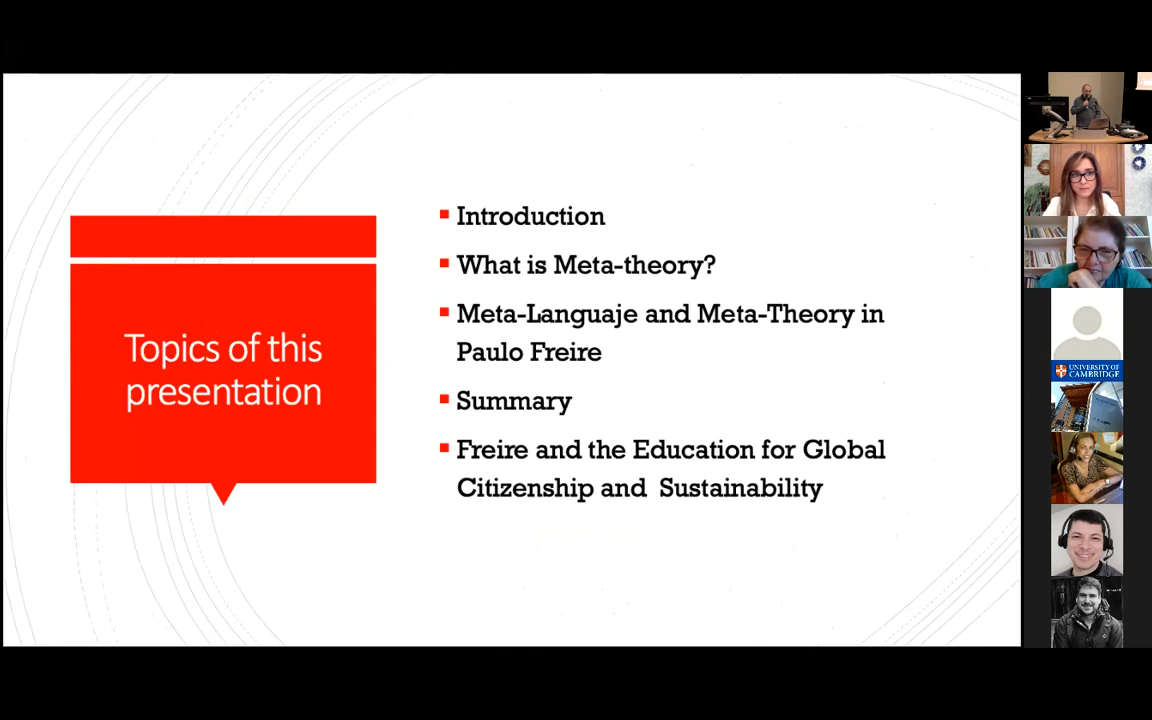 Topics of this
presentation
Introduction
What is Meta-theory?
Meta-Languaje and Meta-Theory in
Paulo Freire
Summary
Freire and the Education for Global
Citizenship and Sustainability
UNIVERSITY OF
CAMBRIDGE